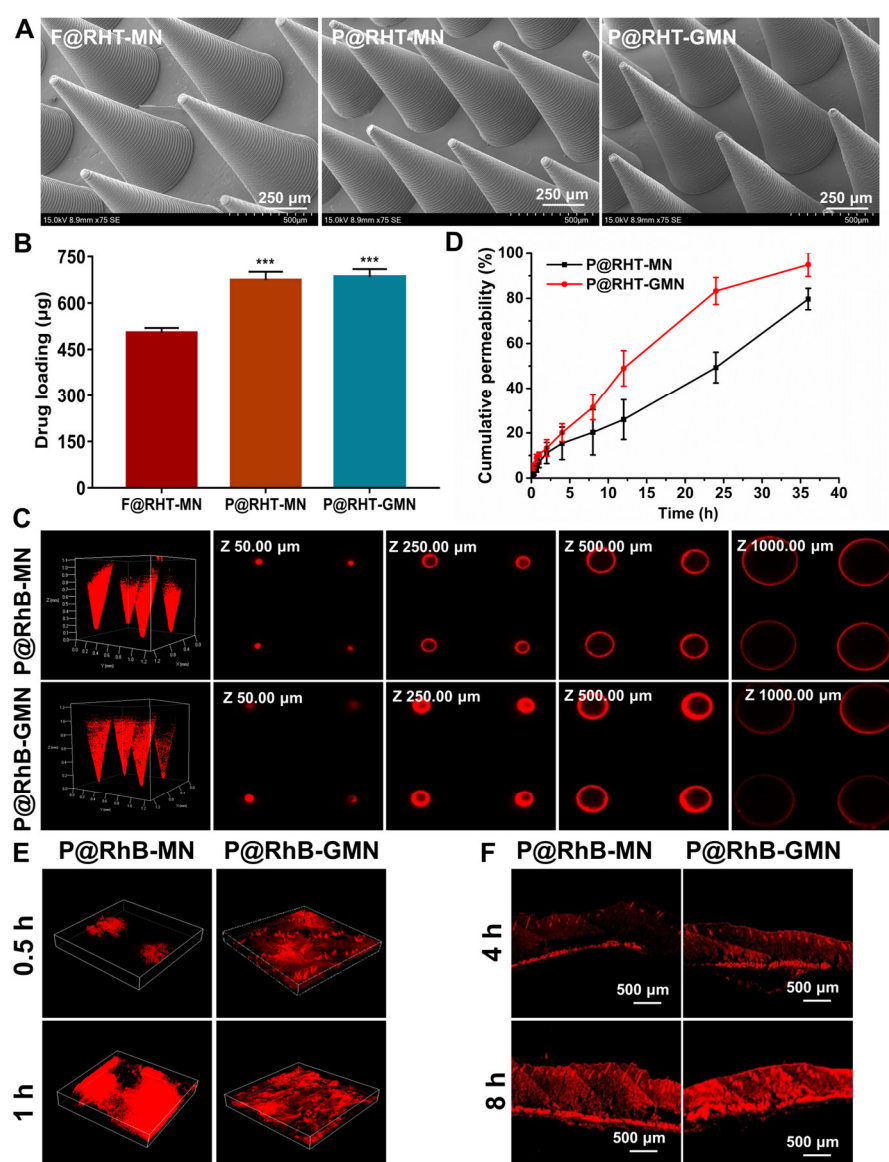 A
F@RHT-MN
250 µm
15.0kV 8.9mm x75 SE
500µm
P@RHT-MN
250 µm
15.0kV 8.9mm x75 SE
500µm
P@RHT-GMN
250 µm
15.0kV 8.9mm x75 SE
500µm
B
Drug loading (µg)
750
600
450
300
150
0
***
***
F@RHT-MN
P@RHT-MN
P@RHT-GMN
D
Cumulative permeability (%)
100
80
60
40
20
0
P@RHT-MN
P@RHT-GMN
0
5
10
15
20
25
30
35
40
Time (h)
C
P@RhB-MN
Z 50.00 µm
Z 250.00 µm
Z 500.00 µm
Z 1000.00 µm
P@RhB-GMN
Z 50.00 µm
Z 250.00 µm
Z 500.00 µm
Z 1000.00 µm
E
P@RhB-MN
P@RhB-GMN
0.5 h
1 h
F
P@RhB-MN
P@RhB-GMN
4 h
500 µm
500 µm
8 h
500 µm
500 µm